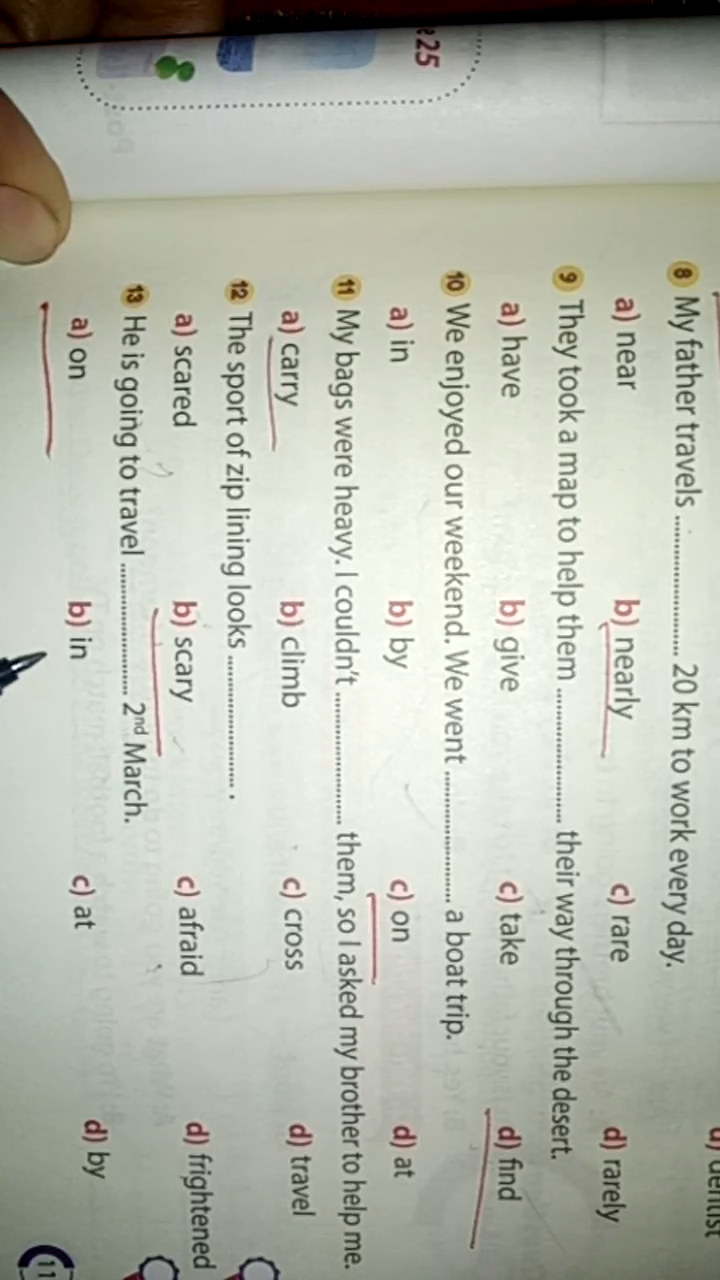 25
d) dentist
8 My father travels .................... 20 km to work every day.
a) near b) nearly c) rare d) rarely
9 They took a map to help them .................... their way through the desert.
a) have b) give c) take d) find
10 We enjoyed our weekend. We went .................... a boat trip.
a) in b) by c) on d) at
11 My bags were heavy. I couldn't .................... them, so I asked my brother to help me.
a) carry b) climb c) cross d) travel
12 The sport of zip lining looks .................... .
a) scared b) scary c) afraid d) frightened
13 He is going to travel .................... 2nd March.
a) on b) in c) at d) by
11